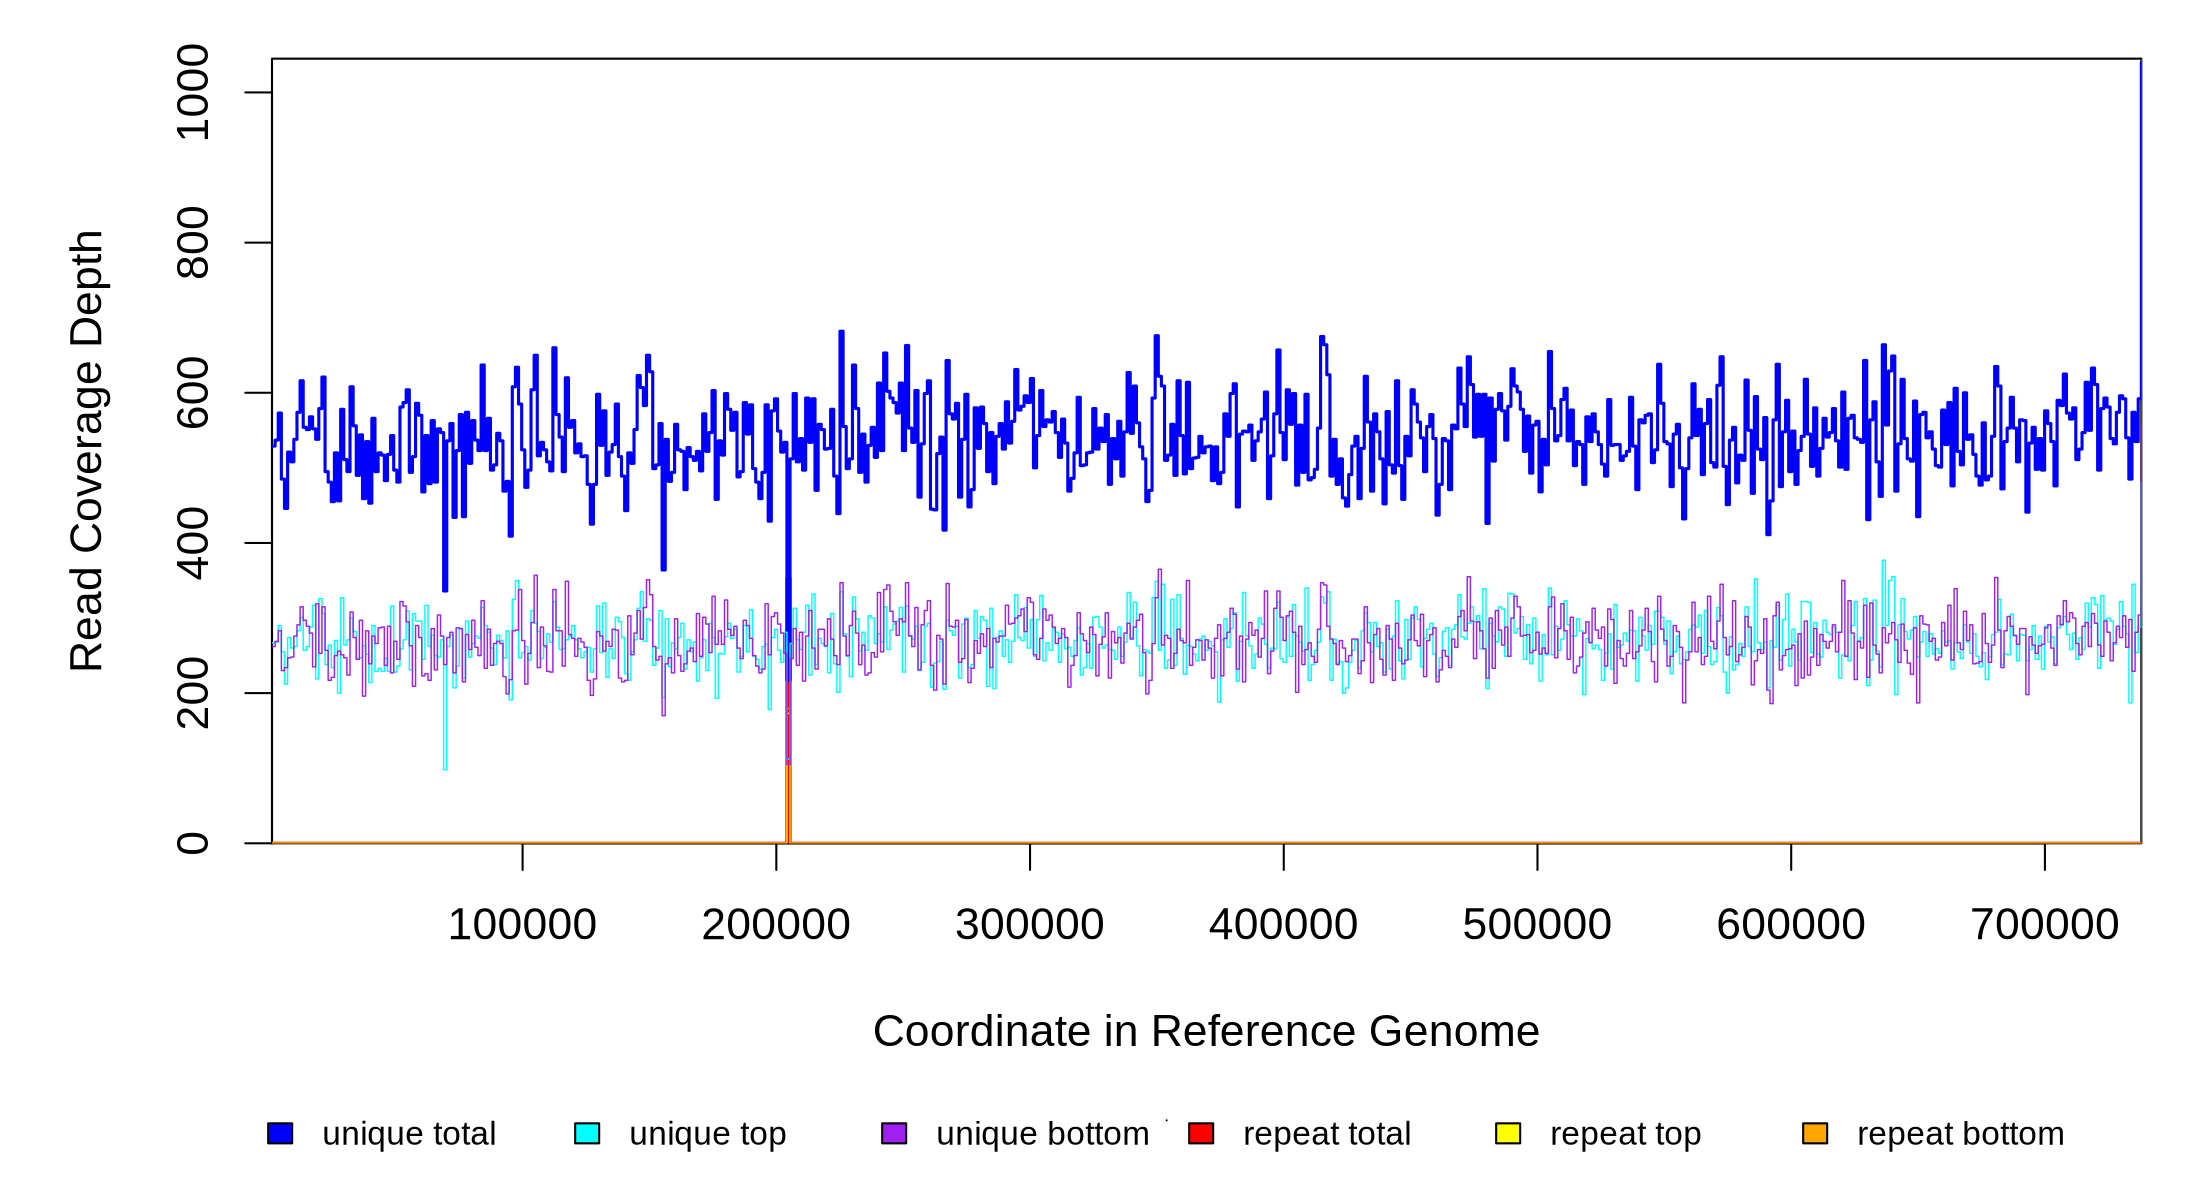 Read Coverage Depth
1000
800
600
400
200
0
100000 200000 300000 400000 500000 600000 700000
Coordinate in Reference Genome
unique total unique top unique bottom repeat total repeat top repeat bottom